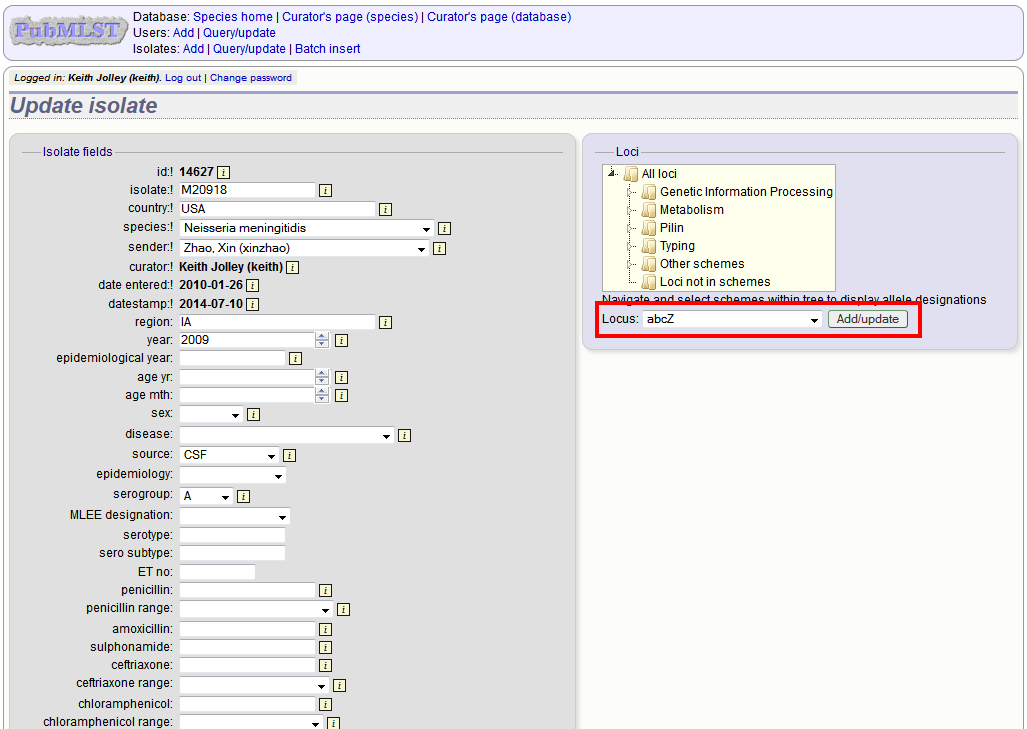 PubMLST
Database: Species home | Curator's page (species) | Curator's page (database)
Users: Add | Query/update
Isolates: Add | Query/update | Batch insert
Logged in: Keith Jolley (keith). Log out | Change password
Update isolate
Isolate fields
id:! 14627 i
isolate:! M20918 i
country:! USA i
species:! Neisseria meningitidis i
sender:! Zhao, Xin (xinzhao) i
curator:! Keith Jolley (keith) i
date entered:! 2010-01-26 i
datestamp:! 2014-07-10 i
region: IA i
year: 2009 i
epidemiological year: i
age yr: i
age mth: i
sex: i
disease: i
source: CSF i
epidemiology:
serogroup: A i
MLEE designation:
serotype:
sero subtype:
ET no:
penicillin: i
penicillin range: i
amoxicillin: i
sulphonamide: i
ceftriaxone: i
ceftriaxone range: i
chloramphenicol: i
chloramphenicol range: i
Loci
All loci
Genetic Information Processing
Metabolism
Pilin
Typing
Other schemes
Loci not in schemes
Navigate and select schemes within tree to display allele designations
Locus: abcZ Add/update